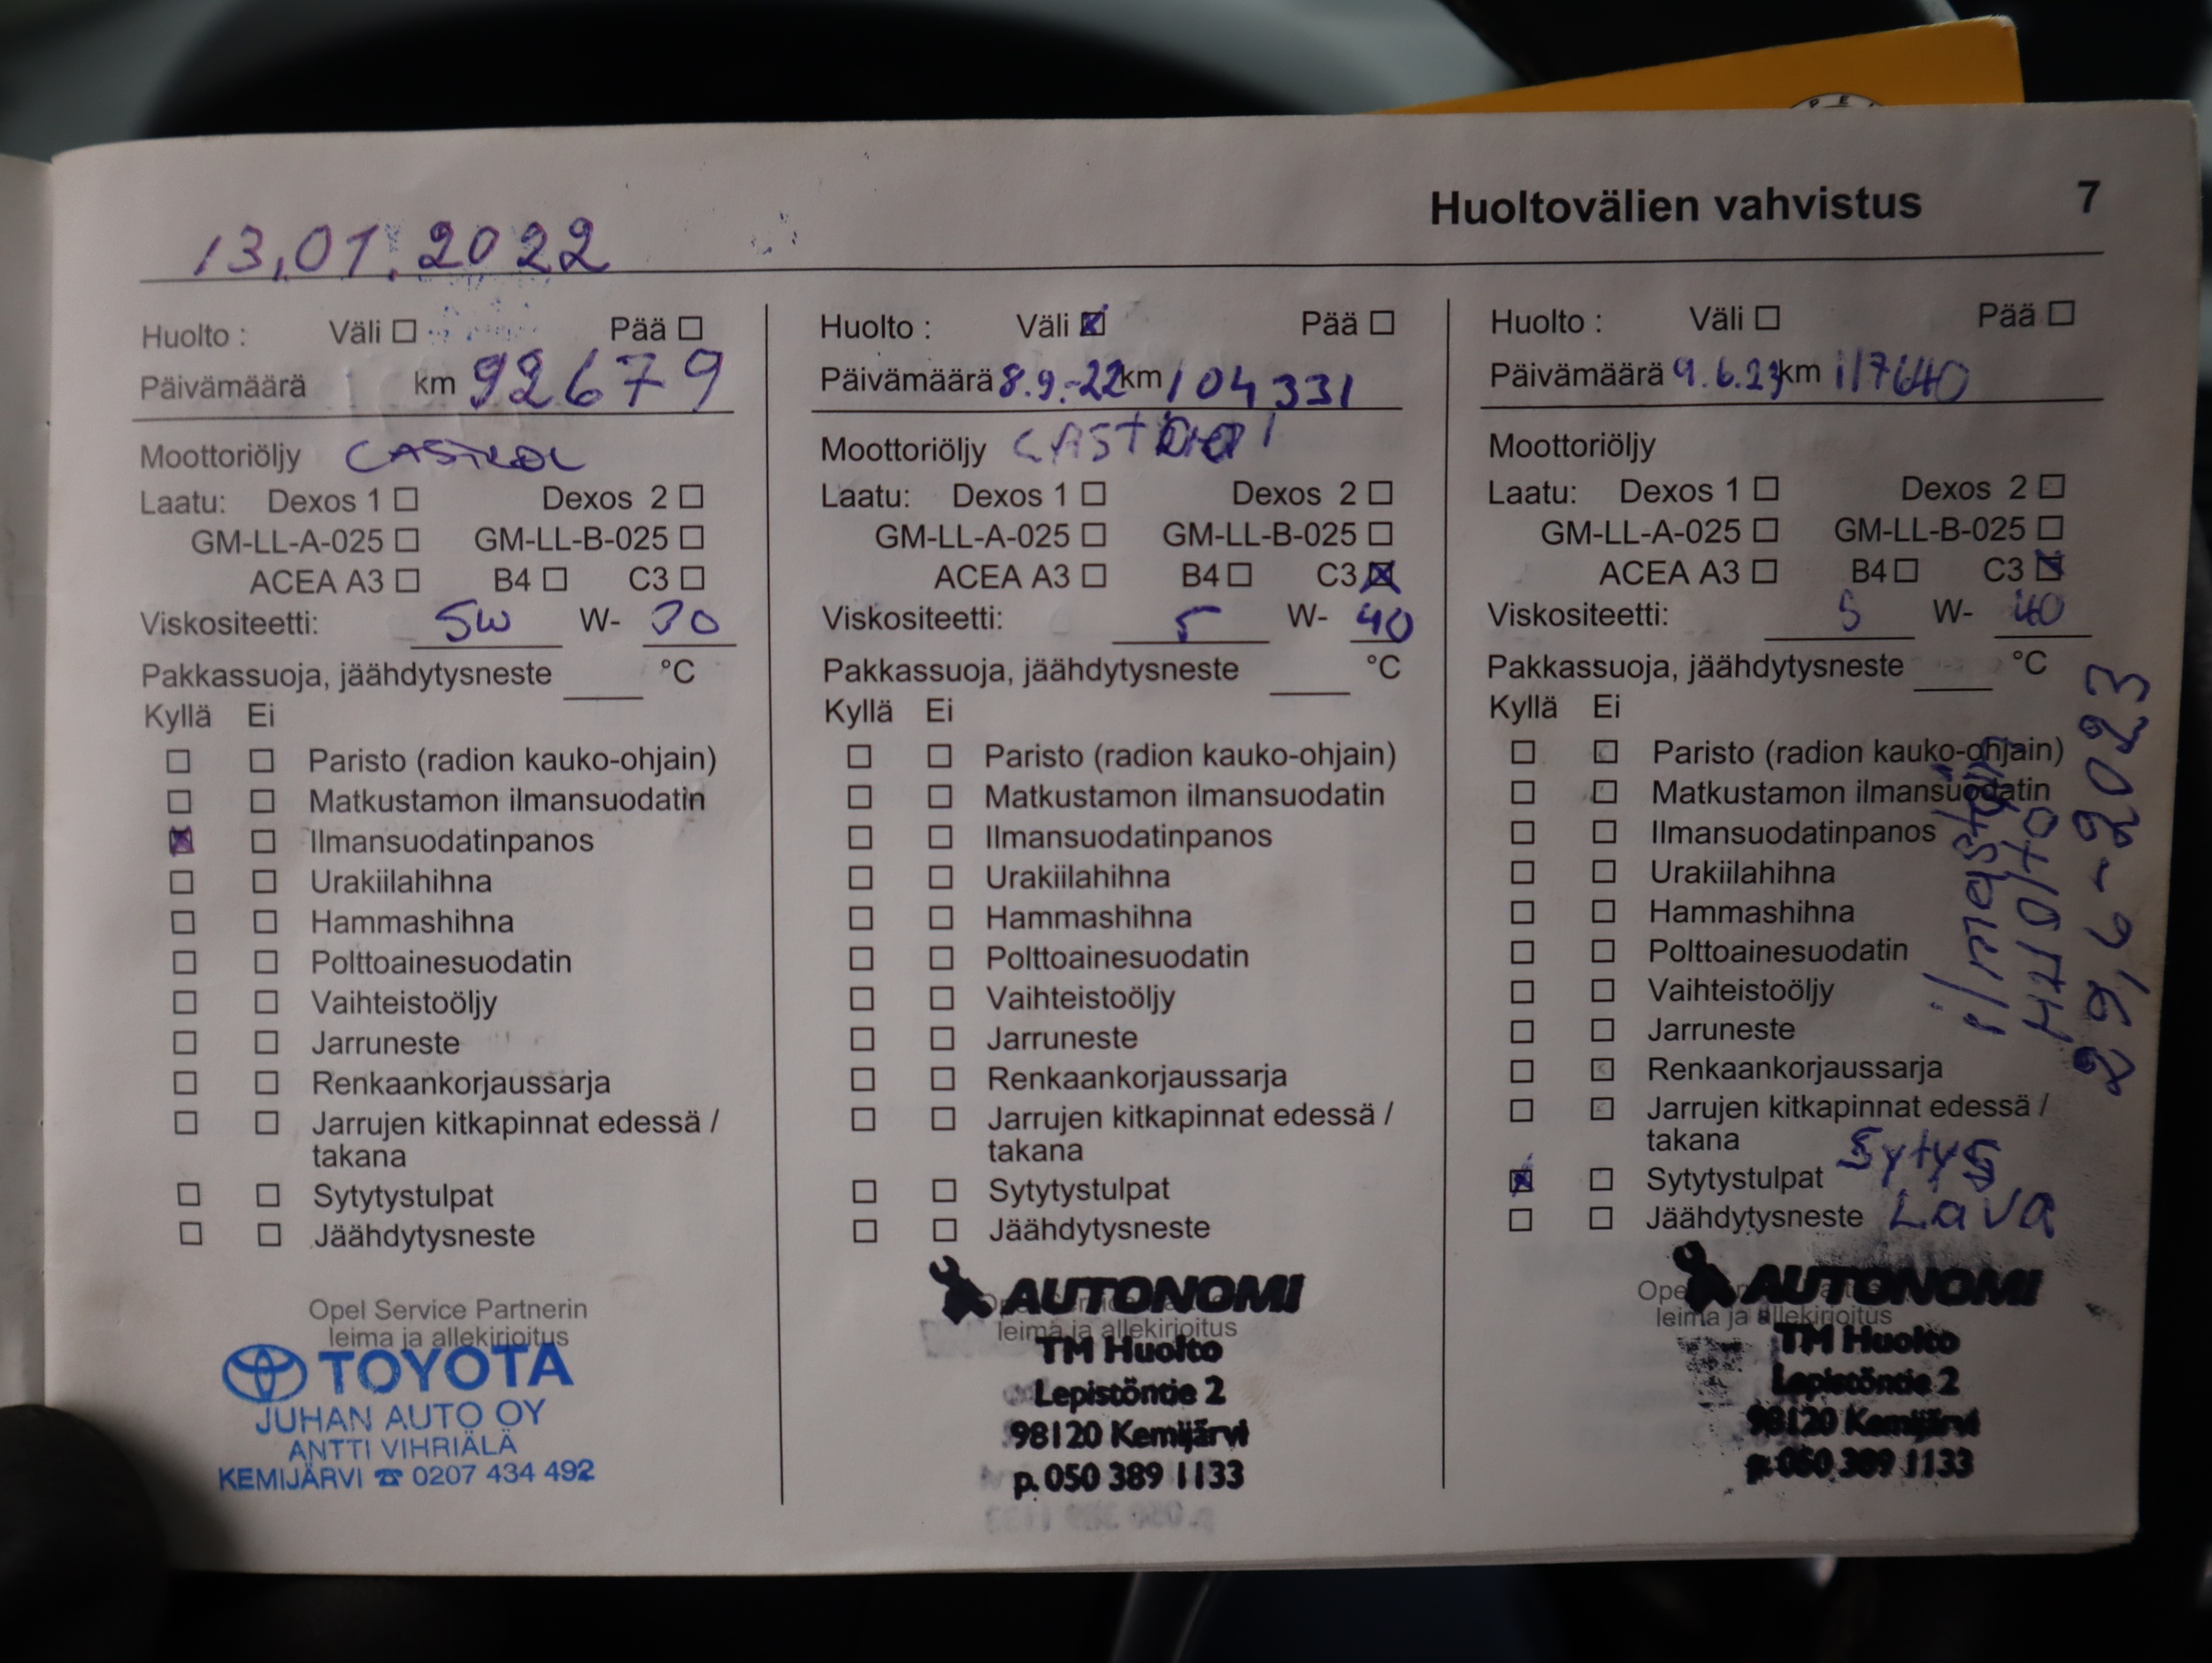 Huoltovälien vahvistus 7
13.01.2022
Huolto : Väli ☐ Pää ☐
Päivämäärä km 92679
Moottoriöljy CASTROL
Laatu: Dexos 1 ☐ Dexos 2 ☐
GM-LL-A-025 ☐ GM-LL-B-025 ☐
ACEA A3 ☐ B4 ☐ C3 ☐
Viskositeetti: 5W W- 30
Pakkassuoja, jäähdytysneste °C
Kyllä Ei
☐ ☐ Paristo (radion kauko-ohjain)
☐ ☐ Matkustamon ilmansuodatin
☒ ☐ Ilmansuodatinpanos
☐ ☐ Urakiilahihna
☐ ☐ Hammashihna
☐ ☐ Polttoainesuodatin
☐ ☐ Vaihteistoöljy
☐ ☐ Jarruneste
☐ ☐ Renkaankorjaussarja
☐ ☐ Jarrujen kitkapinnat edessä /
takana
☐ ☐ Sytytystulpat
☐ ☐ Jäähdytysneste
Opel Service Partnerin
leima ja allekirjoitus
TOYOTA
JUHAN AUTO OY
ANTTI VIHRIÄLÄ
KEMIJÄRVI ☎ 0207 434 492
Huolto : Väli ☒ Pää ☐
Päivämäärä 8.9.-22 km 104331
Moottoriöljy CASTROl
Laatu: Dexos 1 ☐ Dexos 2 ☐
GM-LL-A-025 ☐ GM-LL-B-025 ☐
ACEA A3 ☐ B4 ☐ C3 ☒
Viskositeetti: 5 W- 40
Pakkassuoja, jäähdytysneste °C
Kyllä Ei
☐ ☐ Paristo (radion kauko-ohjain)
☐ ☐ Matkustamon ilmansuodatin
☐ ☐ Ilmansuodatinpanos
☐ ☐ Urakiilahihna
☐ ☐ Hammashihna
☐ ☐ Polttoainesuodatin
☐ ☐ Vaihteistoöljy
☐ ☐ Jarruneste
☐ ☐ Renkaankorjaussarja
☐ ☐ Jarrujen kitkapinnat edessä /
takana
☐ ☐ Sytytystulpat
☐ ☐ Jäähdytysneste
AUTONOMI
leima ja allekirjoitus
TM Huolto
Lepistöntie 2
98120 Kemijärvi
p. 050 389 1133
Huolto : Väli ☐ Pää ☐
Päivämäärä 9.6.23 km 117640
Moottoriöljy
Laatu: Dexos 1 ☐ Dexos 2 ☐
GM-LL-A-025 ☐ GM-LL-B-025 ☐
ACEA A3 ☐ B4 ☐ C3 ☒
Viskositeetti: 5 W- 40
Pakkassuoja, jäähdytysneste °C
Kyllä Ei
☐ ☐ Paristo (radion kauko-ohjain)
☐ ☐ Matkustamon ilmansuodatin
☐ ☐ Ilmansuodatinpanos
☐ ☐ Urakiilahihna
☐ ☐ Hammashihna
☐ ☐ Polttoainesuodatin
☐ ☐ Vaihteistoöljy
☐ ☐ Jarruneste
☐ ☐ Renkaankorjaussarja
☐ ☐ Jarrujen kitkapinnat edessä /
takana
☒ ☐ Sytytystulpat
☐ ☐ Jäähdytysneste
Sytys
Lava
ilmastoin
HUOLTO
29,6-2023
AUTONOMI
leima ja allekirjoitus
TM Huolto
Lepistöntie 2
98120 Kemijärvi
p. 050 389 1133